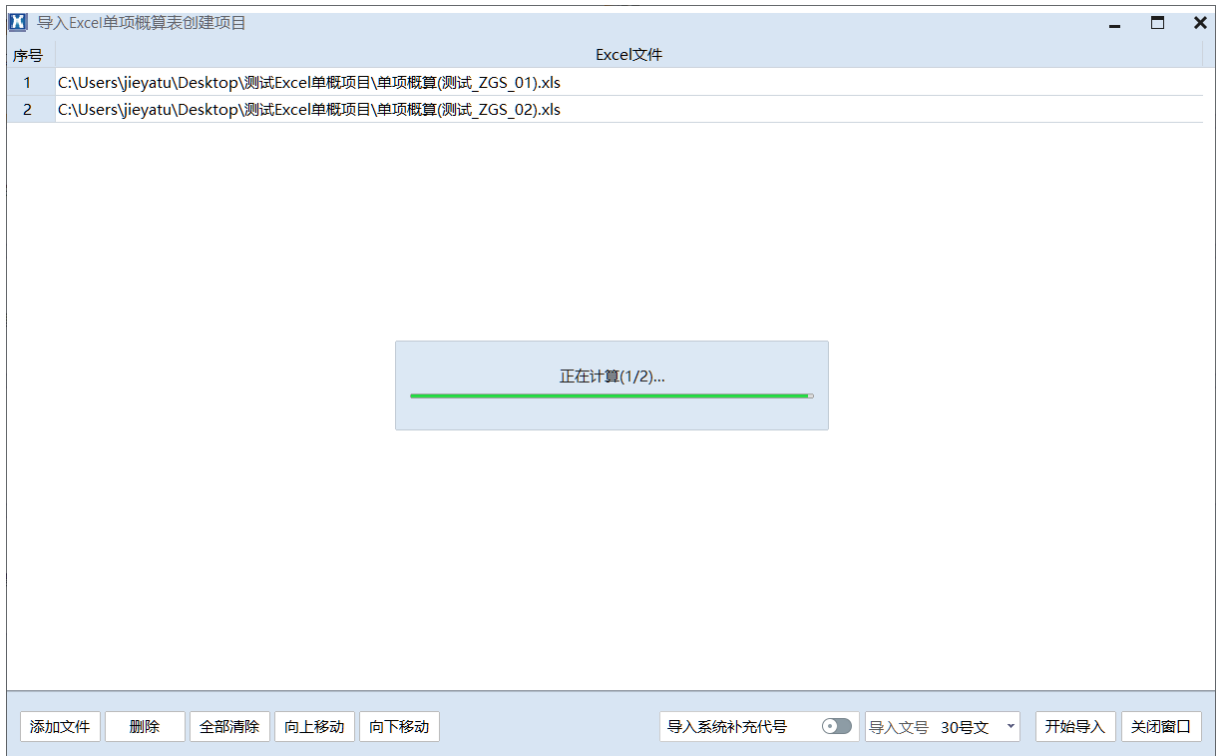 导入Excel单项概算表创建项目
序号 Excel文件
1 C:\Users\jieyatu\Desktop\测试Excel单概项目\单项概算(测试_ZGS_01).xls
2 C:\Users\jieyatu\Desktop\测试Excel单概项目\单项概算(测试_ZGS_02).xls
正在计算(1/2)...
添加文件 删除 全部清除 向上移动 向下移动 导入系统补充代号 导入文号 30号文 开始导入 关闭窗口